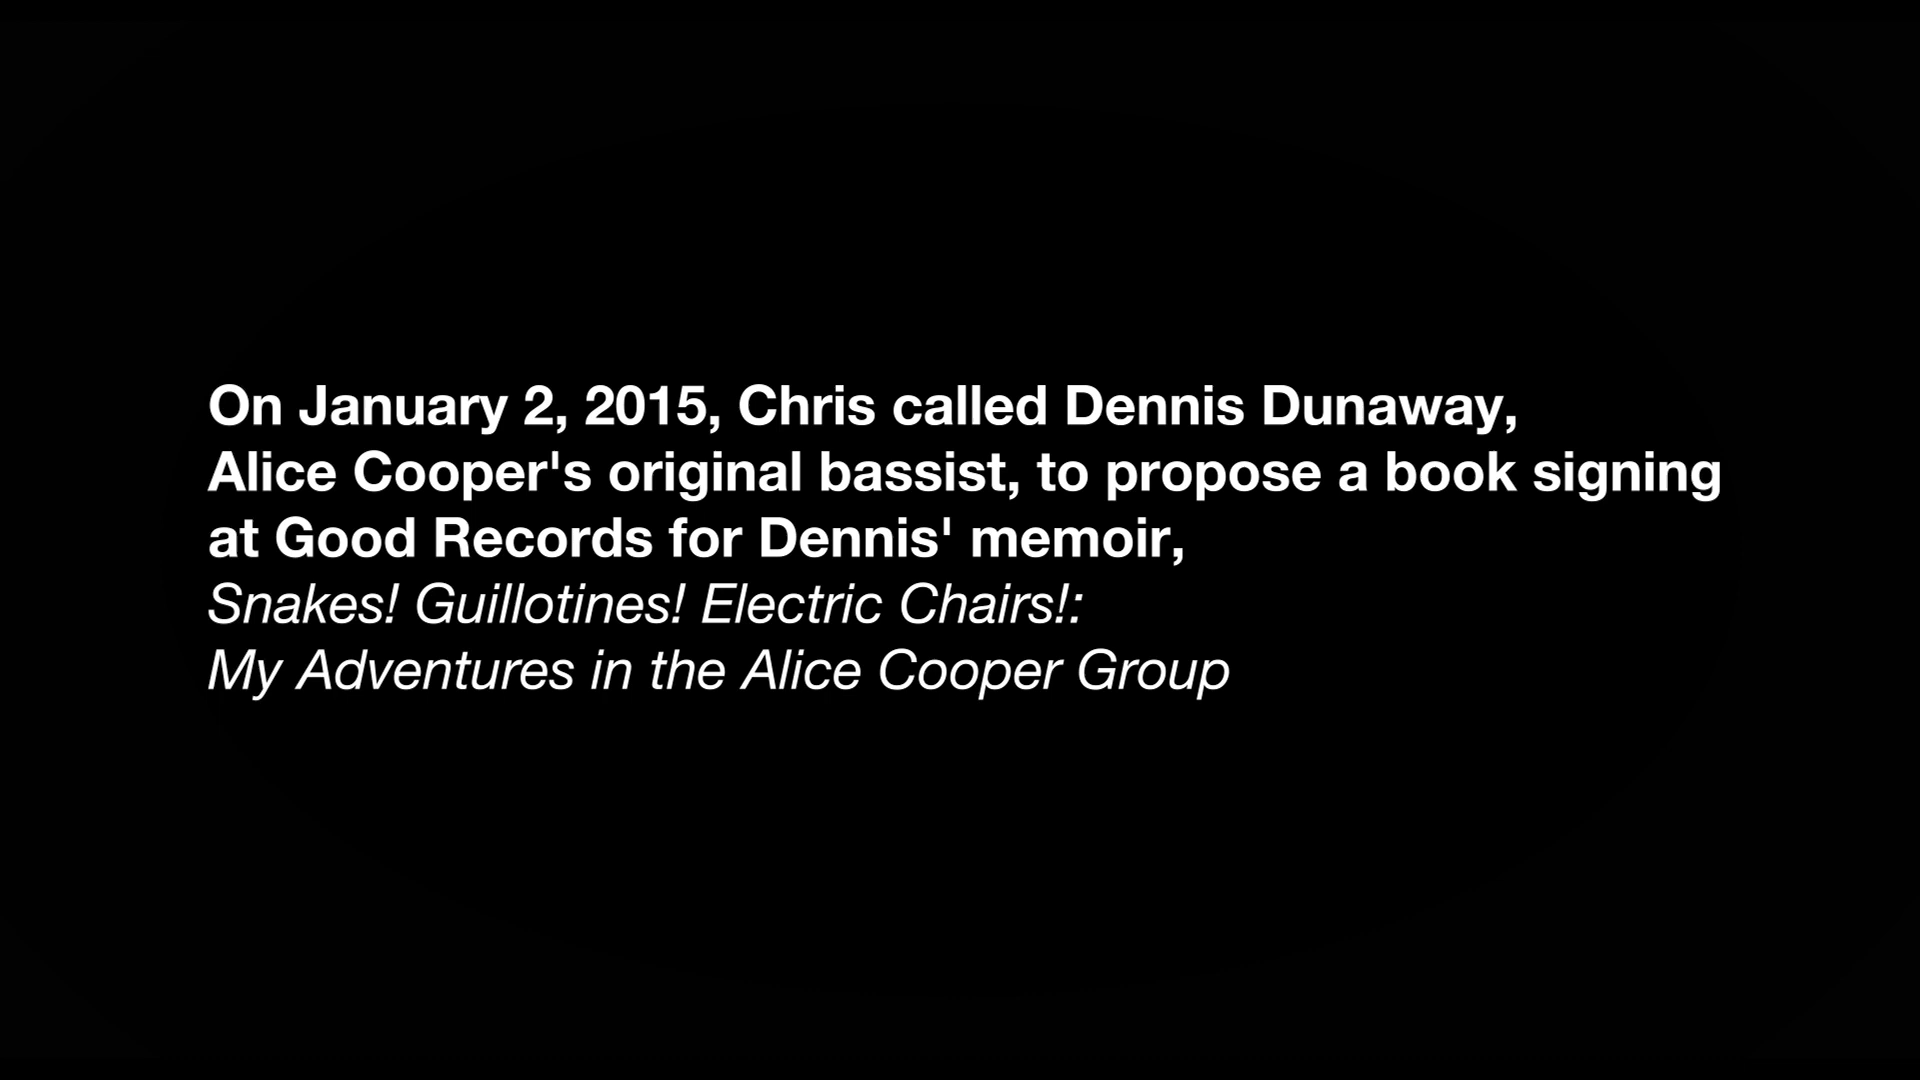 On January 2, 2015, Chris called Dennis Dunaway,
Alice Cooper's original bassist, to propose a book signing
at Good Records for Dennis' memoir,
Snakes! Guillotines! Electric Chairs!:
My Adventures in the Alice Cooper Group